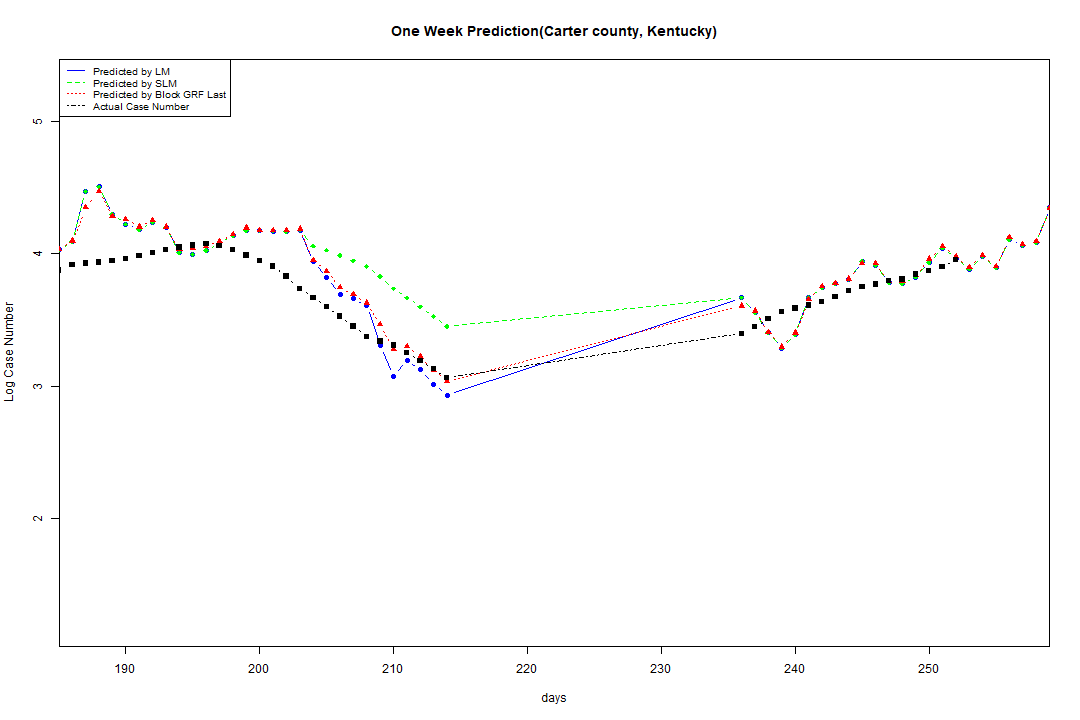 One Week Prediction(Carter county, Kentucky)
Predicted by LM
Predicted by SLM
Predicted by Block GRF Last
Actual Case Number
5
4
3
2
Log Case Number
190 200 210 220 230 240 250
days